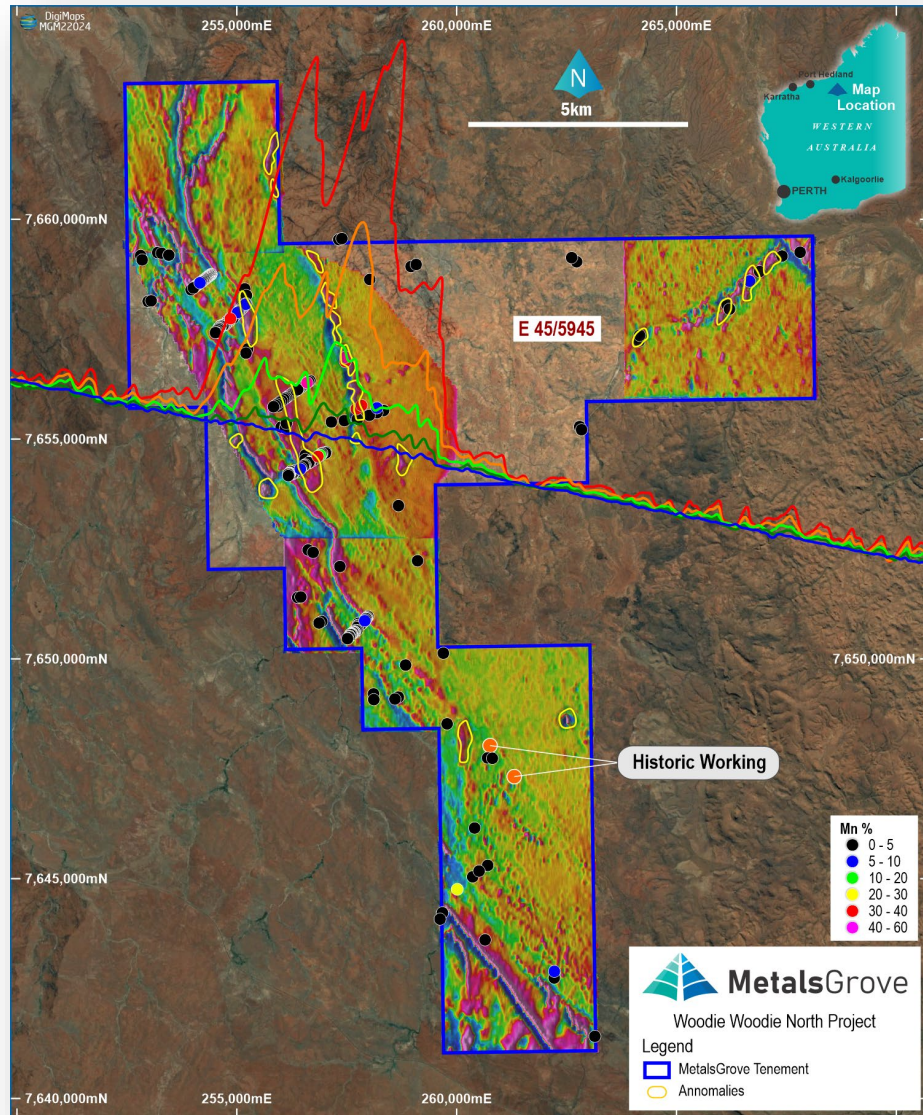 DigiMaps
MGM22024
255,000mE
260,000mE
265,000mE
N
5km
Port Hedland
Karratha
Map
Location
WESTERN
AUSTRALIA
Kalgoorlie
PERTH
7,660,000mN
E 45/5945
7,655,000mN
7,650,000mN
7,650,000mN
Historic Working
Mn %
0 - 5
5 - 10
10 - 20
20 - 30
30 - 40
40 - 60
7,645,000mN
MetalsGrove
Woodie Woodie North Project
Legend
MetalsGrove Tenement
Annomalies
7,640,000mN
255,000mE
260,000mE